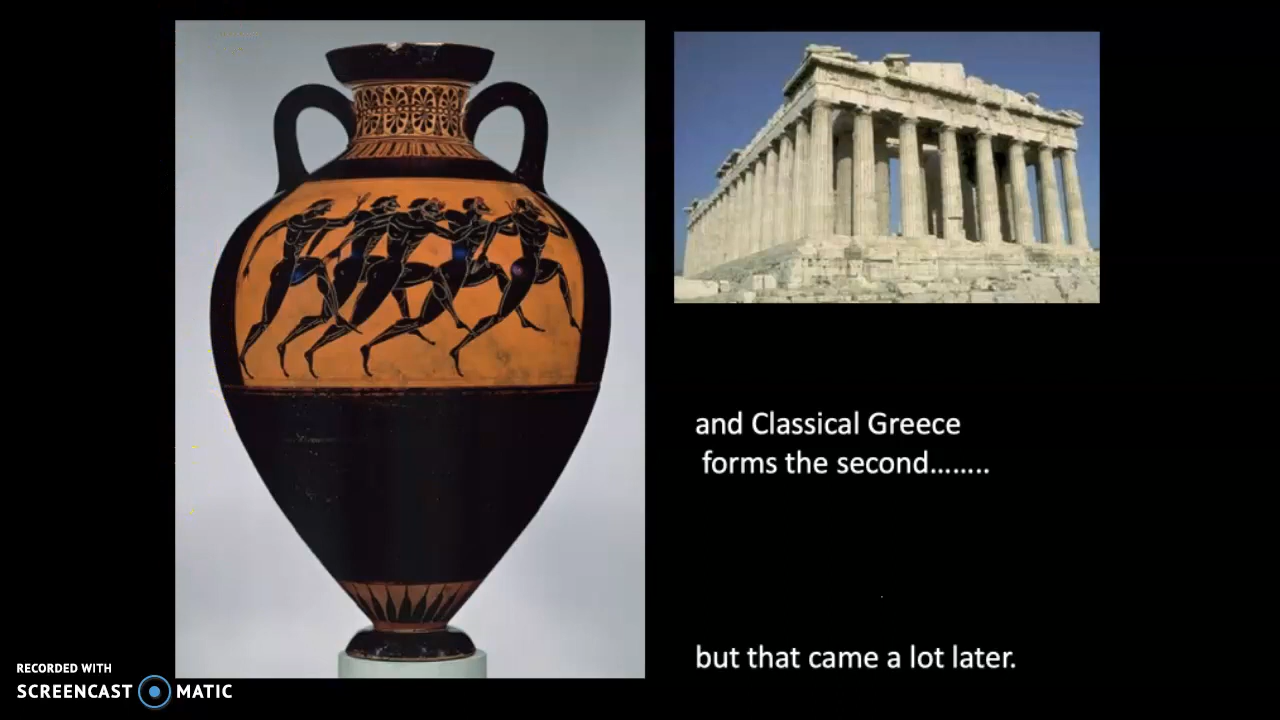 and Classical Greece
forms the second........
but that came a lot later.
RECORDED WITH
SCREENCAST MATIC